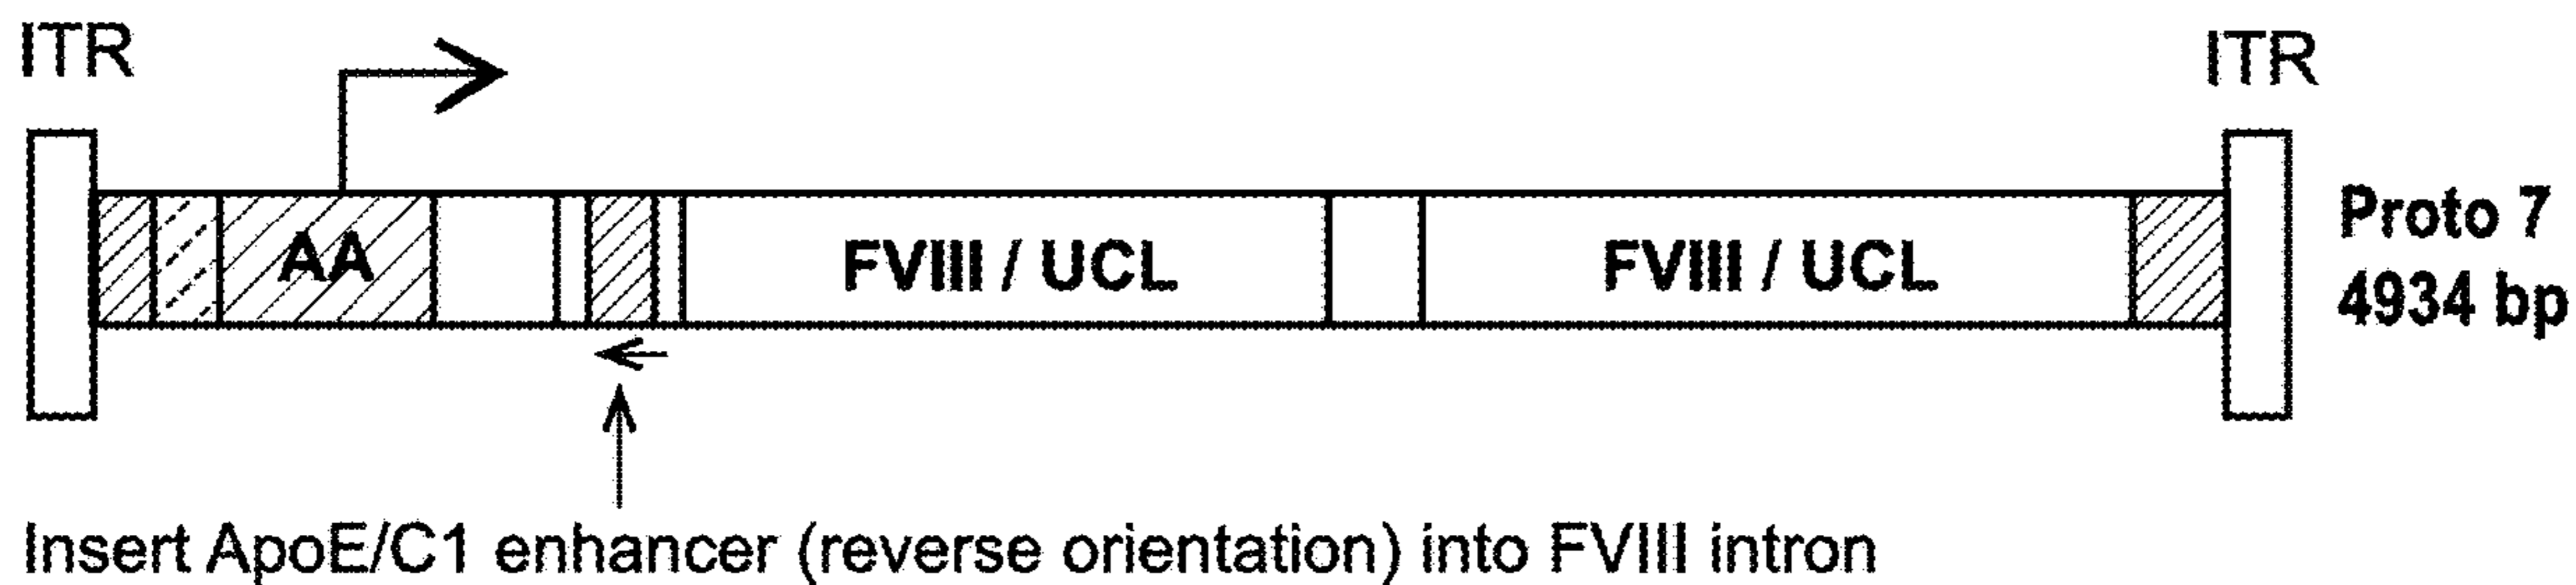 ITR
ITR
AA
FVIII / UCL
FVIII / UCL
Proto 7
4934 bp
Insert ApoE/C1 enhancer (reverse orientation) into FVIII intron